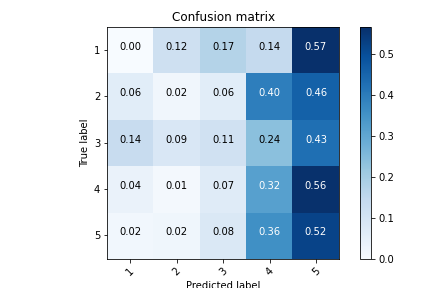 Confusion matrix
1 0.00 0.12 0.17 0.14 0.57
2 0.06 0.02 0.06 0.40 0.46
3 0.14 0.09 0.11 0.24 0.43
4 0.04 0.01 0.07 0.32 0.56
5 0.02 0.02 0.08 0.36 0.52
1 2 3 4 5
True label
Predicted label
0.5
0.4
0.3
0.2
0.1
0.0